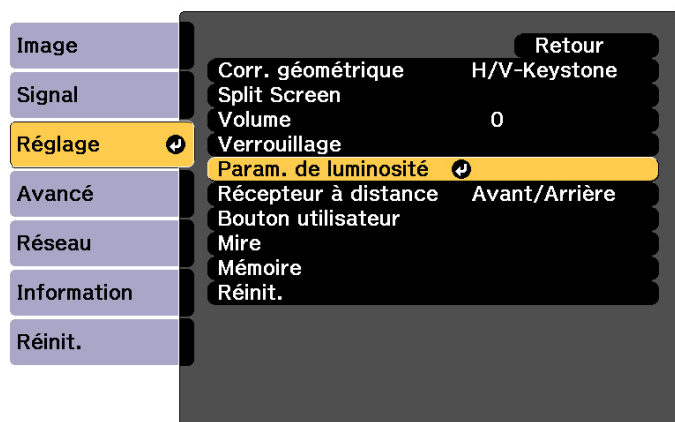 Image
Signal
Réglage
Avancé
Réseau
Information
Réinit.
Retour
Corr. géométrique H/V-Keystone
Split Screen
Volume 0
Verrouillage
Param. de luminosité
Récepteur à distance Avant/Arrière
Bouton utilisateur
Mire
Mémoire
Réinit.